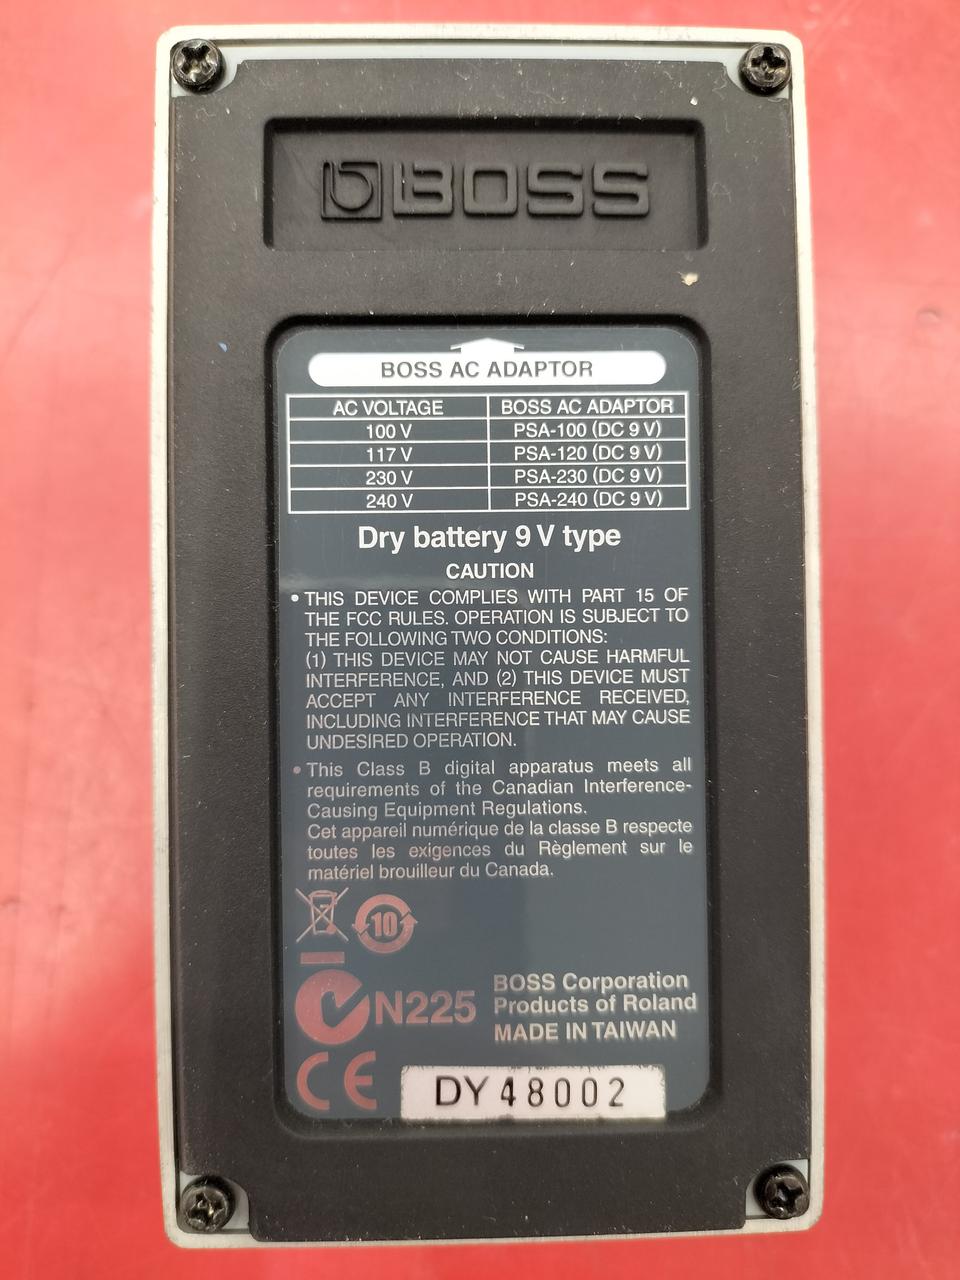 BOSS
BOSS AC ADAPTOR
AC VOLTAGE BOSS AC ADAPTOR
100 V PSA-100 (DC 9 V)
117 V PSA-120 (DC 9 V)
230 V PSA-230 (DC 9 V)
240 V PSA-240 (DC 9 V)
Dry battery 9 V type
CAUTION
• THIS DEVICE COMPLIES WITH PART 15 OF
THE FCC RULES. OPERATION IS SUBJECT TO
THE FOLLOWING TWO CONDITIONS:
(1) THIS DEVICE MAY NOT CAUSE HARMFUL
INTERFERENCE, AND (2) THIS DEVICE MUST
ACCEPT ANY INTERFERENCE RECEIVED,
INCLUDING INTERFERENCE THAT MAY CAUSE
UNDESIRED OPERATION.
• This Class B digital apparatus meets all
requirements of the Canadian Interference-
Causing Equipment Regulations.
Cet appareil numérique de la classe B respecte
toutes les exigences du Règlement sur le
matériel brouilleur du Canada.
10
N225
BOSS Corporation
Products of Roland
MADE IN TAIWAN
CE
DY48002